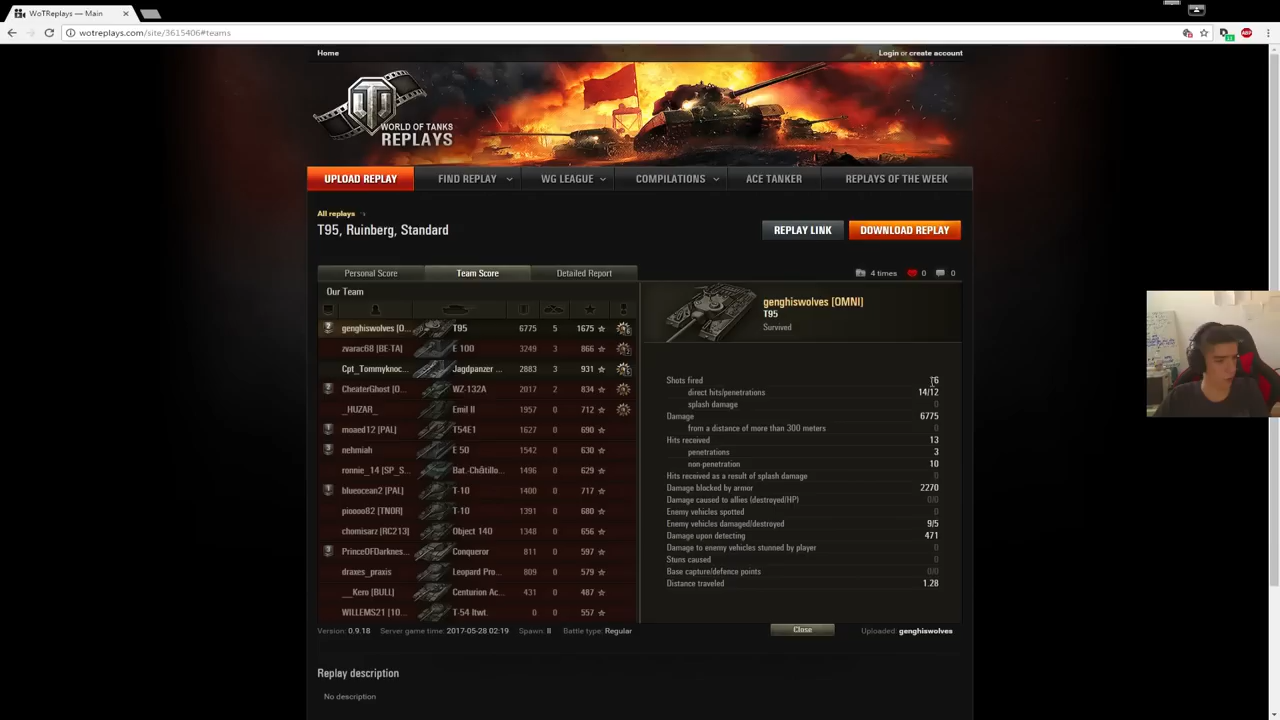 WoTReplays — Main
wotreplays.com/site/3615406#teams
Home
Login or create account
WORLD OF TANKS
REPLAYS
UPLOAD REPLAY FIND REPLAY WG LEAGUE COMPILATIONS ACE TANKER REPLAYS OF THE WEEK
All replays
T95, Ruinberg, Standard
REPLAY LINK DOWNLOAD REPLAY
Personal Score Team Score Detailed Report
4 times 0 0
Our Team
genghiswolves [O... T95 6775 5 1675
zvarac68 [BE-TA] E 100 3249 3 866
Cpt_Tommyknoc... Jagdpanzer ... 2883 3 931
CheaterGhost [O... WZ-132A 2017 2 834
_HUZAR_ Emil II 1957 0 712
moaed12 [PAL] T54E1 1627 0 690
nehmiah E 50 1542 0 630
ronnie_14 [SP_S... Bat.-Châtillo... 1496 0 629
blueocean2 [PAL] T-10 1400 0 717
pioooo82 [TNOR] T-10 1391 0 680
chomisarz [RC213] Object 140 1348 0 656
PrinceOFDarknes... Conqueror 811 0 597
draxes_praxis Leopard Pro... 809 0 579
__Kero [BULL] Centurion Ac... 431 0 487
WILLEMS21 [10... T-54 ltwt. 0 0 557
genghiswolves [OMNI]
T95
Survived
Shots fired
direct hits/penetrations 14/12
splash damage 0
Damage 6775
from a distance of more than 300 meters 0
Hits received 13
penetrations 3
non-penetration 10
Hits received as a result of splash damage 0
Damage blocked by armor 2270
Damage caused to allies (destroyed/HP) 0/0
Enemy vehicles spotted 0
Enemy vehicles damaged/destroyed 9/5
Damage upon detecting 471
Damage to enemy vehicles stunned by player 0
Stuns caused 0
Base capture/defence points 0/0
Distance traveled 1.28
Close
Version: 0.9.18 Server game time: 2017-05-28 02:19 Spawn: II Battle type: Regular Uploaded: genghiswolves
Replay description
No description